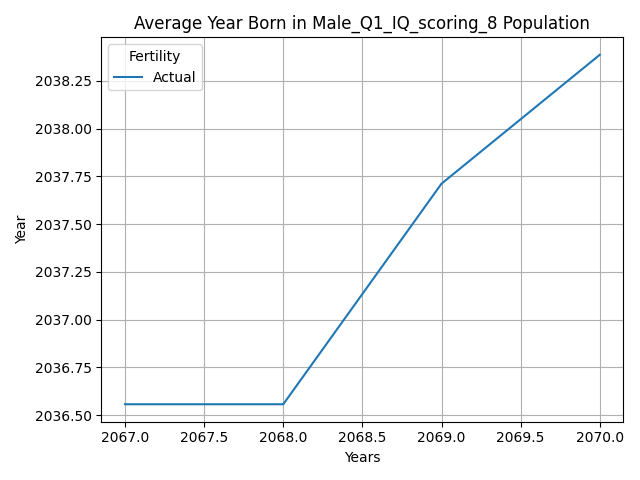 Average Year Born in Male_Q1_IQ_scoring_8 Population
Fertility
Actual
2038.25
2038.00
2037.75
2037.50
2037.25
2037.00
2036.75
2036.50
Year
2067.0 2067.5 2068.0 2068.5 2069.0 2069.5 2070.0
Years